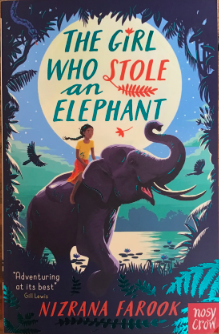 THE GIRL
WHO STOLE
an
ELEPHANT
"Adventuring
at its best"
Gill Lewis
NIZRANA FAROOK
nosy
Crow